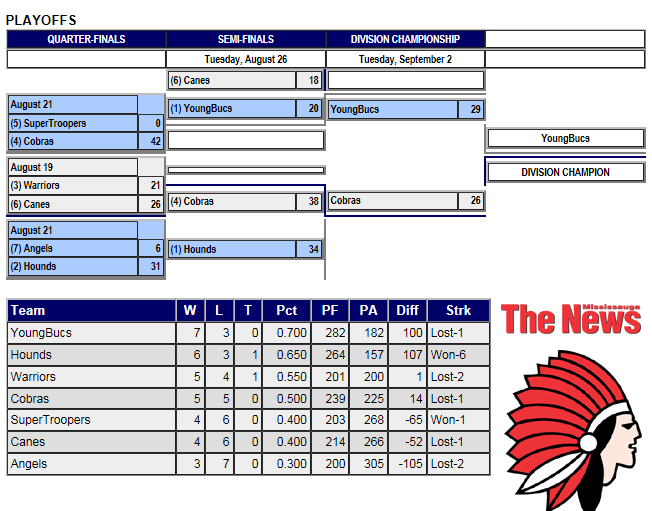 PLAYOFFS
QUARTER-FINALS SEMI-FINALS DIVISION CHAMPIONSHIP
Tuesday, August 26 Tuesday, September 2
(6) Canes 18
August 21
(1) YoungBucs 20
YoungBucs 29
(5) SuperTroopers 0
(4) Cobras 42
YoungBucs
August 19
DIVISION CHAMPION
(3) Warriors 21
(6) Canes 26
(4) Cobras 38
Cobras 26
August 21
(7) Angels 6
(1) Hounds 34
(2) Hounds 31
Team W L T Pct PF PA Diff Strk
YoungBucs 7 3 0 0.700 282 182 100 Lost-1
Hounds 6 3 1 0.650 264 157 107 Won-6
Warriors 5 4 1 0.550 201 200 1 Lost-2
Cobras 5 5 0 0.500 239 225 14 Lost-1
SuperTroopers 4 6 0 0.400 203 268 -65 Won-1
Canes 4 6 0 0.400 214 266 -52 Lost-1
Angels 3 7 0 0.300 200 305 -105 Lost-2
Mississauga
The News